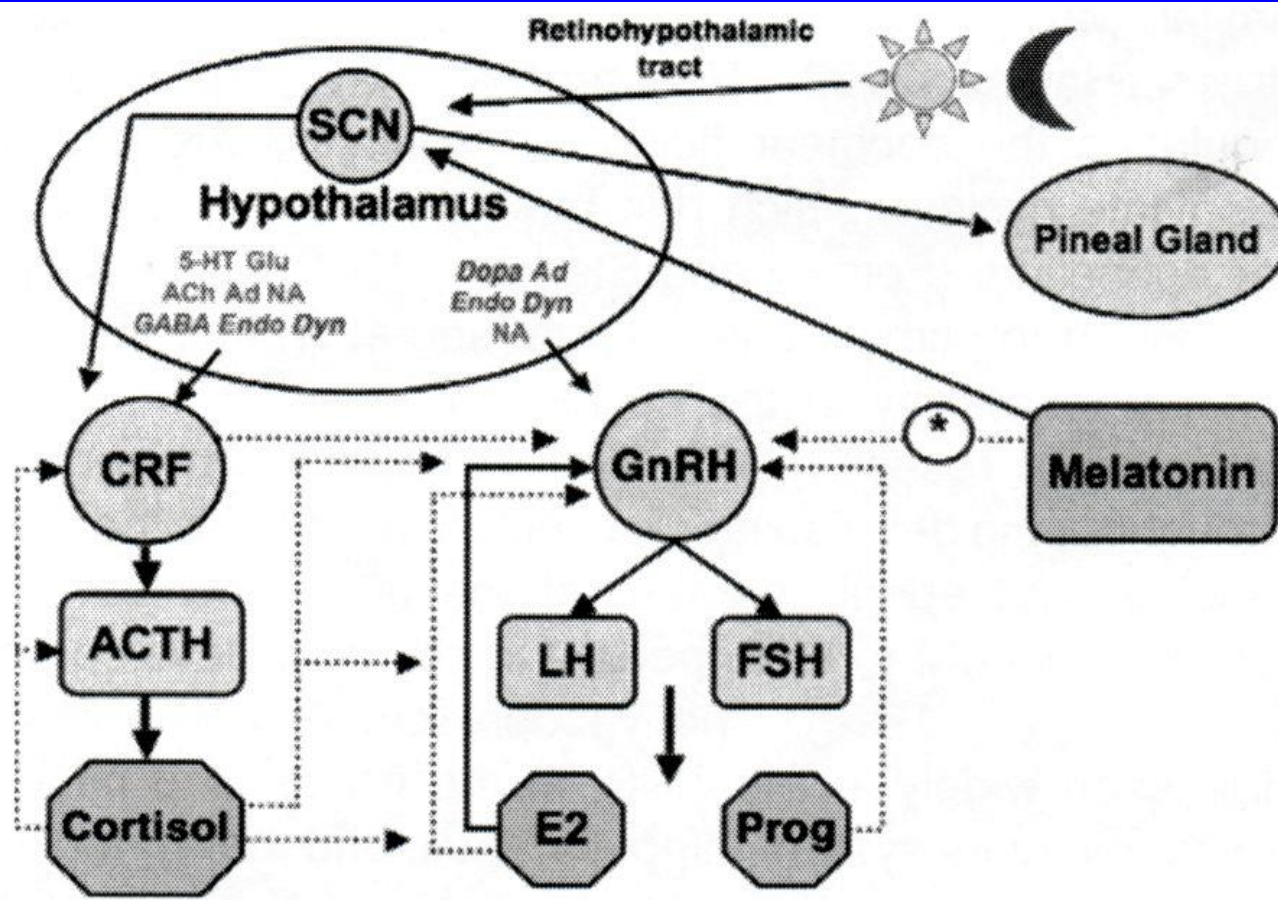 Retinohypothalamic
tract
SCN
Hypothalamus
Pineal Gland
5-HT Glu
ACh Ad NA
GABA Endo Dyn
Dopa Ad
Endo Dyn
NA
CRF
GnRH
*
Melatonin
ACTH
LH
FSH
Cortisol
E2
Prog